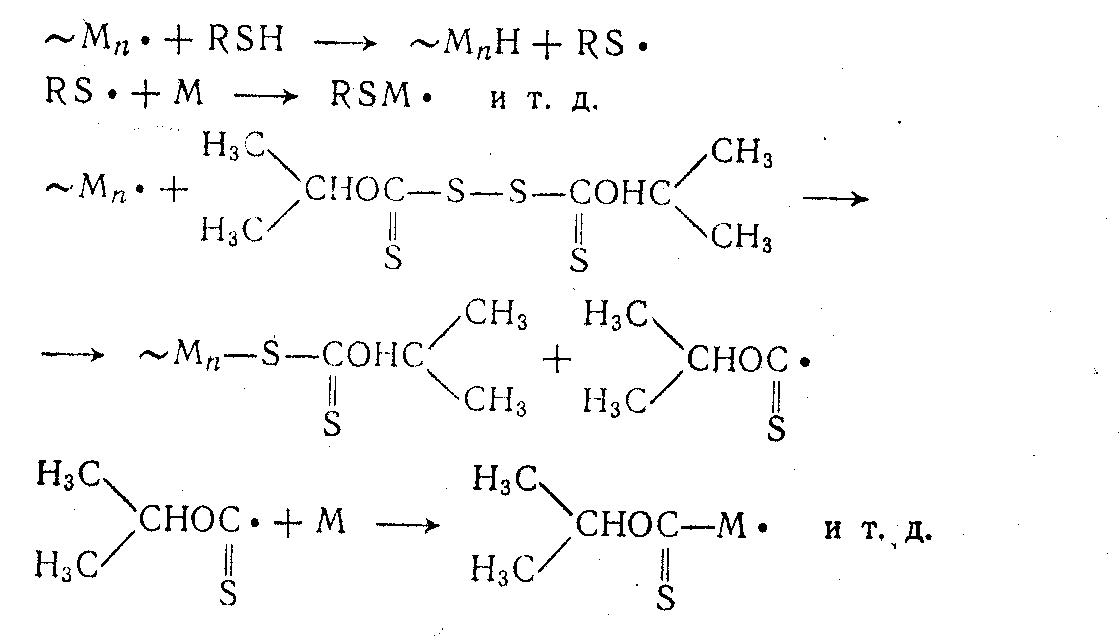 ~Mn• + RSH ⟶ ~MnH + RS•
RS• + M ⟶ RSM• и т. д.
H3C CH3
~Mn• + CHOC—S—S—COHC ⟶
H3C S S CH3
CH3 H3C
⟶ ~Mn—S—COHC + CHOC•
S CH3 H3C S
H3C H3C
CHOC• + M ⟶ CHOC—M• и т. д.
H3C S H3C S